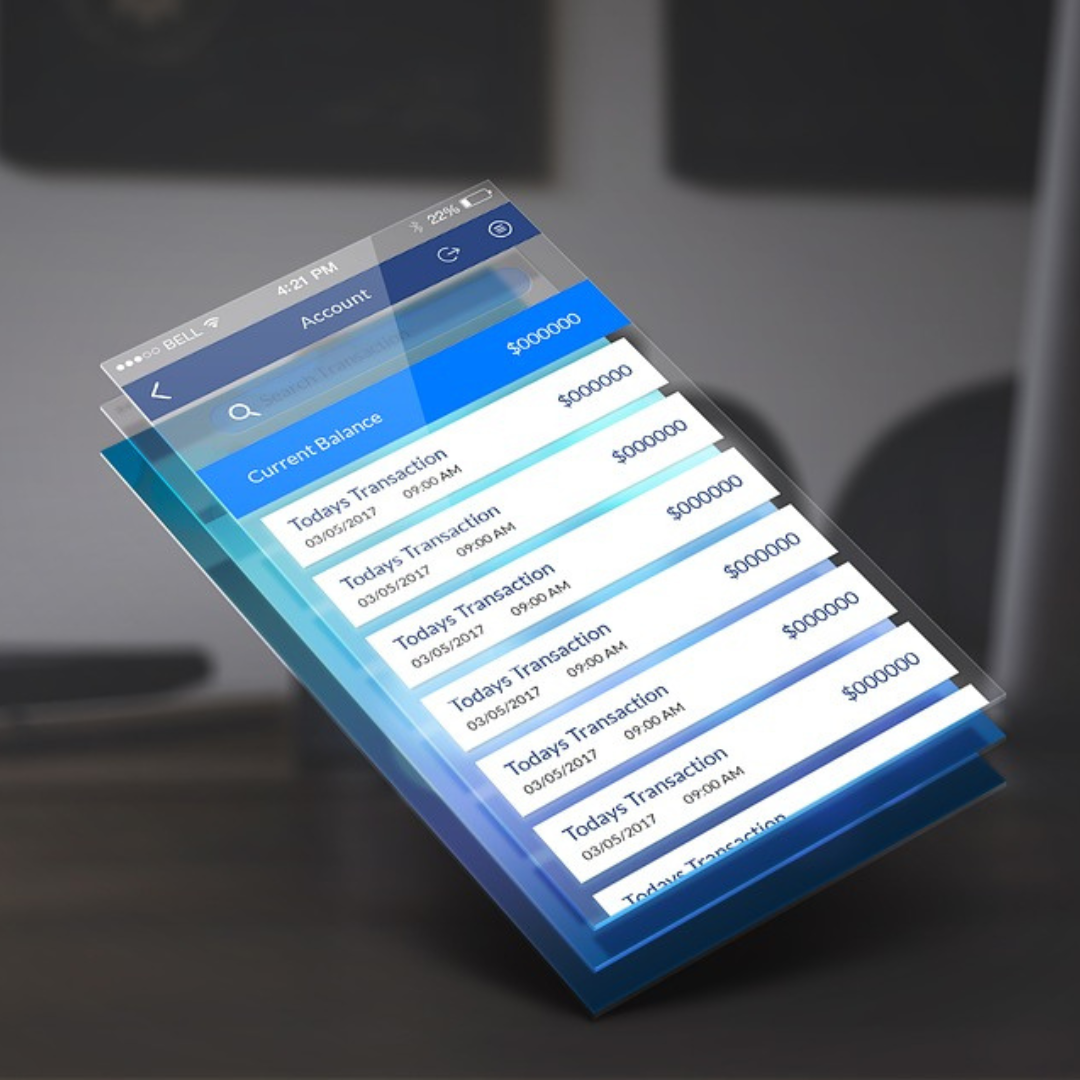 ●●●○○ BELL 4:21 PM 22%
Account
Search Transaction
Current Balance $000000
Todays Transaction $000000
03/05/2017 09:00 AM
Todays Transaction $000000
03/05/2017 09:00 AM
Todays Transaction $000000
03/05/2017 09:00 AM
Todays Transaction $000000
03/05/2017 09:00 AM
Todays Transaction $000000
03/05/2017 09:00 AM
Todays Transaction $000000
03/05/2017 09:00 AM
Todays Transaction